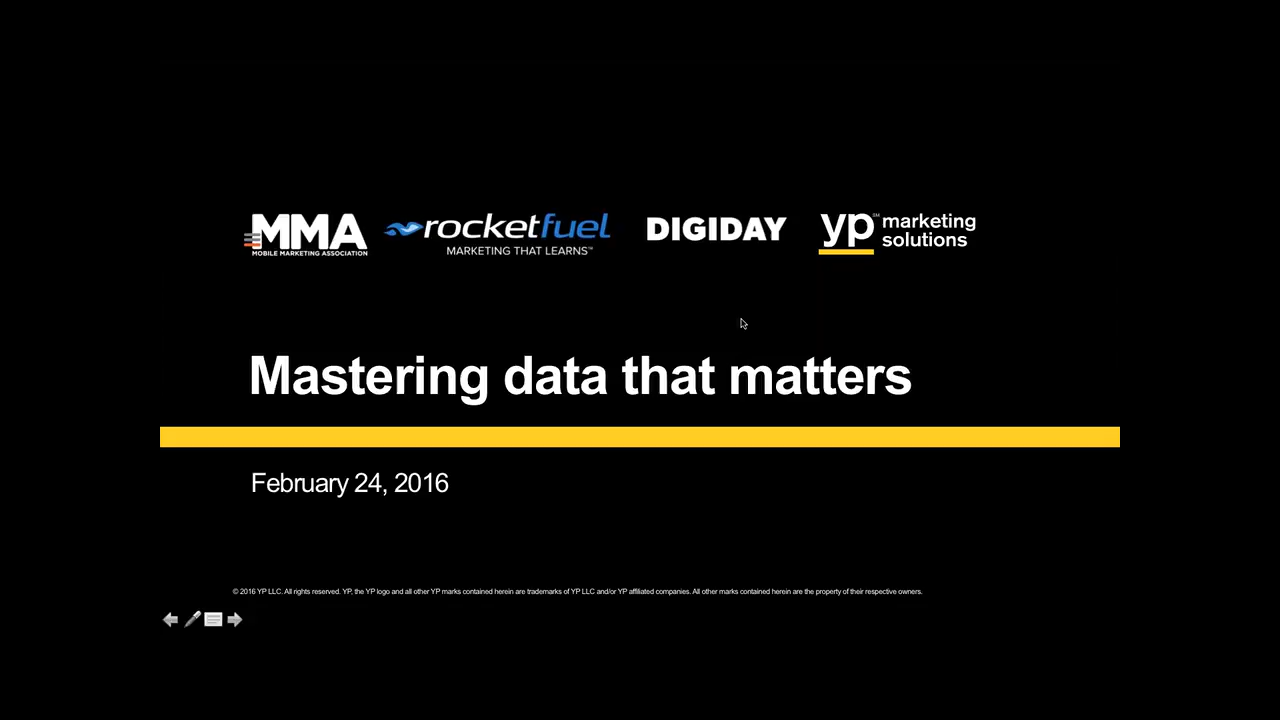 MMA
MOBILE MARKETING ASSOCIATION
rocketfuel
MARKETING THAT LEARNS™
DIGIDAY
yp℠ marketing
solutions
Mastering data that matters
February 24, 2016
© 2016 YP LLC. All rights reserved. YP, the YP logo and all other YP marks contained herein are trademarks of YP LLC and/or YP affiliated companies. All other marks contained herein are the property of their respective owners.